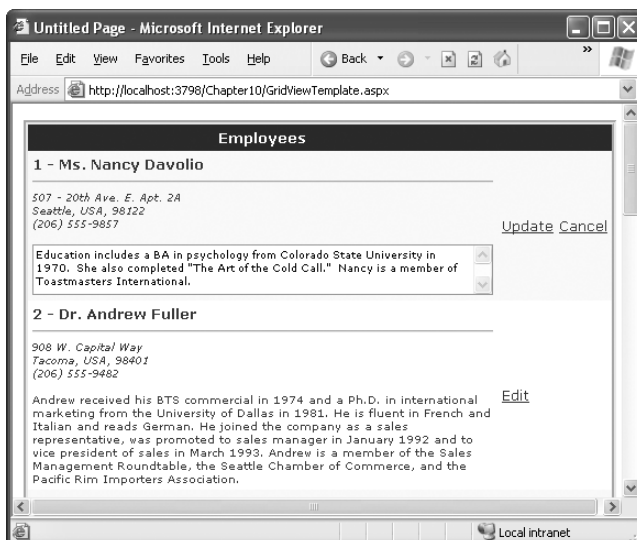 Untitled Page - Microsoft Internet Explorer
File Edit View Favorites Tools Help Back »
Address http://localhost:3798/Chapter10/GridViewTemplate.aspx
Employees
1 - Ms. Nancy Davolio
507 - 20th Ave. E. Apt. 2A
Seattle, USA, 98122
(206) 555-9857
Update Cancel
Education includes a BA in psychology from Colorado State University in
1970. She also completed "The Art of the Cold Call." Nancy is a member of
Toastmasters International.
2 - Dr. Andrew Fuller
908 W. Capital Way
Tacoma, USA, 98401
(206) 555-9482
Edit
Andrew received his BTS commercial in 1974 and a Ph.D. in international
marketing from the University of Dallas in 1981. He is fluent in French and
Italian and reads German. He joined the company as a sales
representative, was promoted to sales manager in January 1992 and to
vice president of sales in March 1993. Andrew is a member of the Sales
Management Roundtable, the Seattle Chamber of Commerce, and the
Pacific Rim Importers Association.
Local intranet